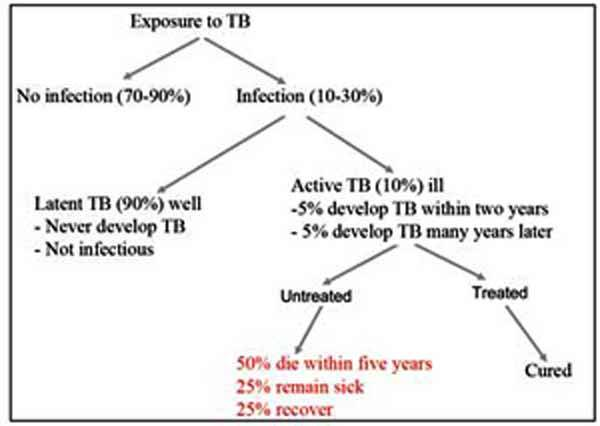 Exposure to TB
No infection (70-90%)
Infection (10-30%)
Latent TB (90%) well
- Never develop TB
- Not infectious
Active TB (10%) ill
-5% develop TB within two years
- 5% develop TB many years later
Untreated
Treated
50% die within five years
25% remain sick
25% recover
Cured